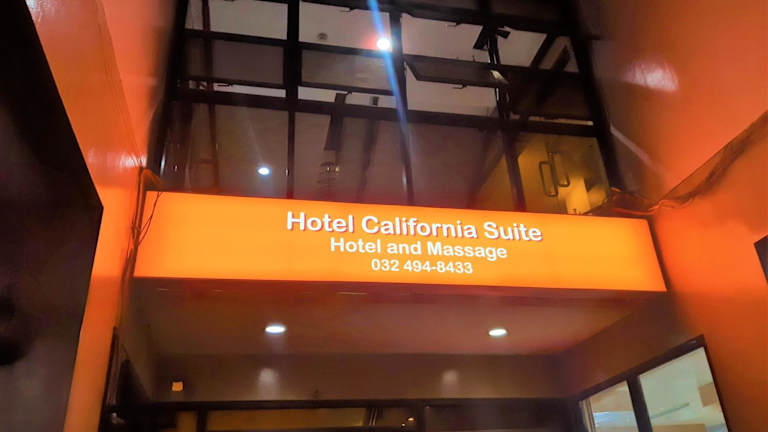 Hotel California Suite
Hotel and Massage
032 494-8433